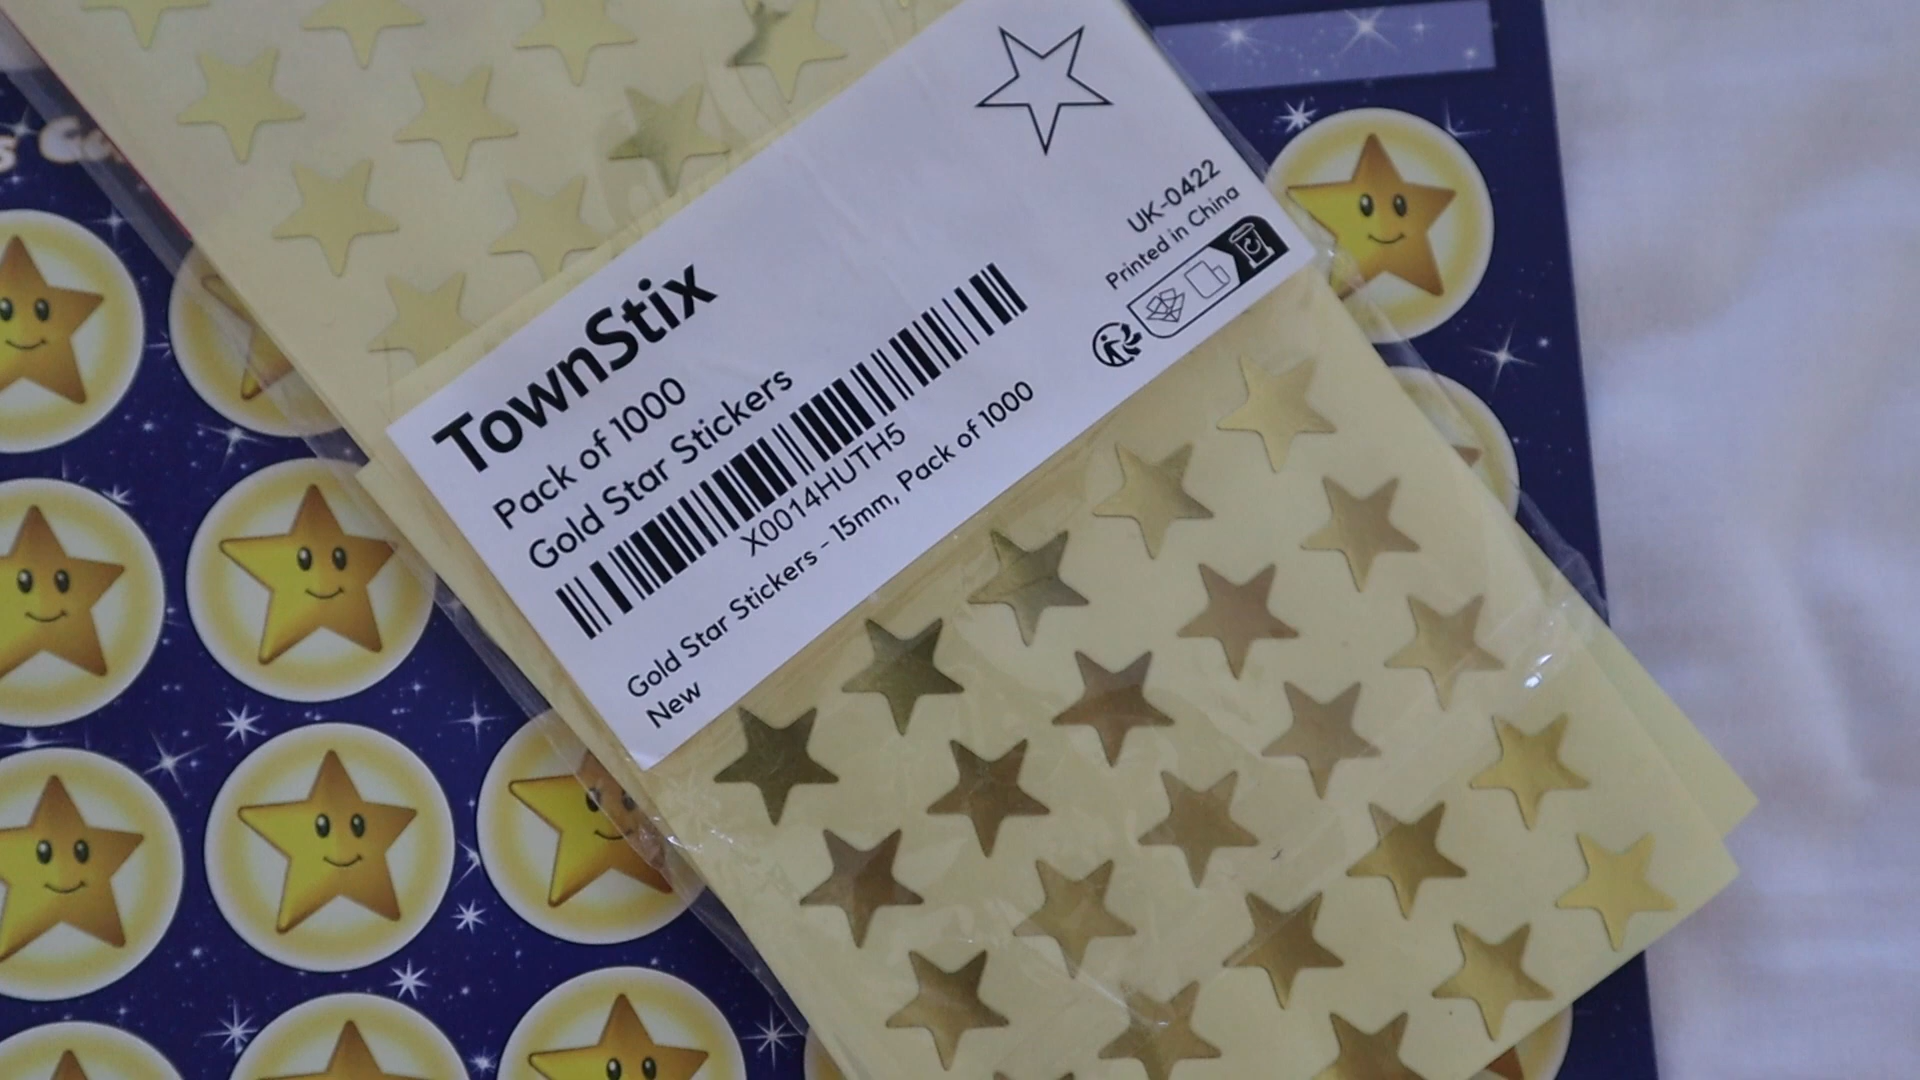 TownStix
Pack of 1000
Gold Star Stickers
X0014HUTH5
Gold Star Stickers - 15mm, Pack of 1000
New
UK-0422
Printed in China